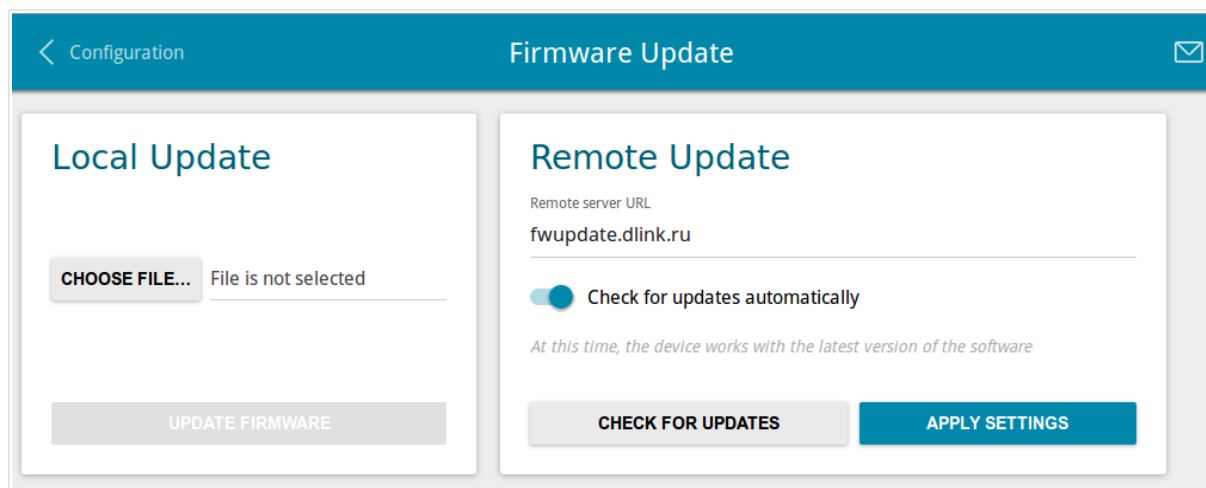 Configuration
Firmware Update
Local Update
CHOOSE FILE... File is not selected
UPDATE FIRMWARE
Remote Update
Remote server URL
fwupdate.dlink.ru
Check for updates automatically
At this time, the device works with the latest version of the software
CHECK FOR UPDATES
APPLY SETTINGS